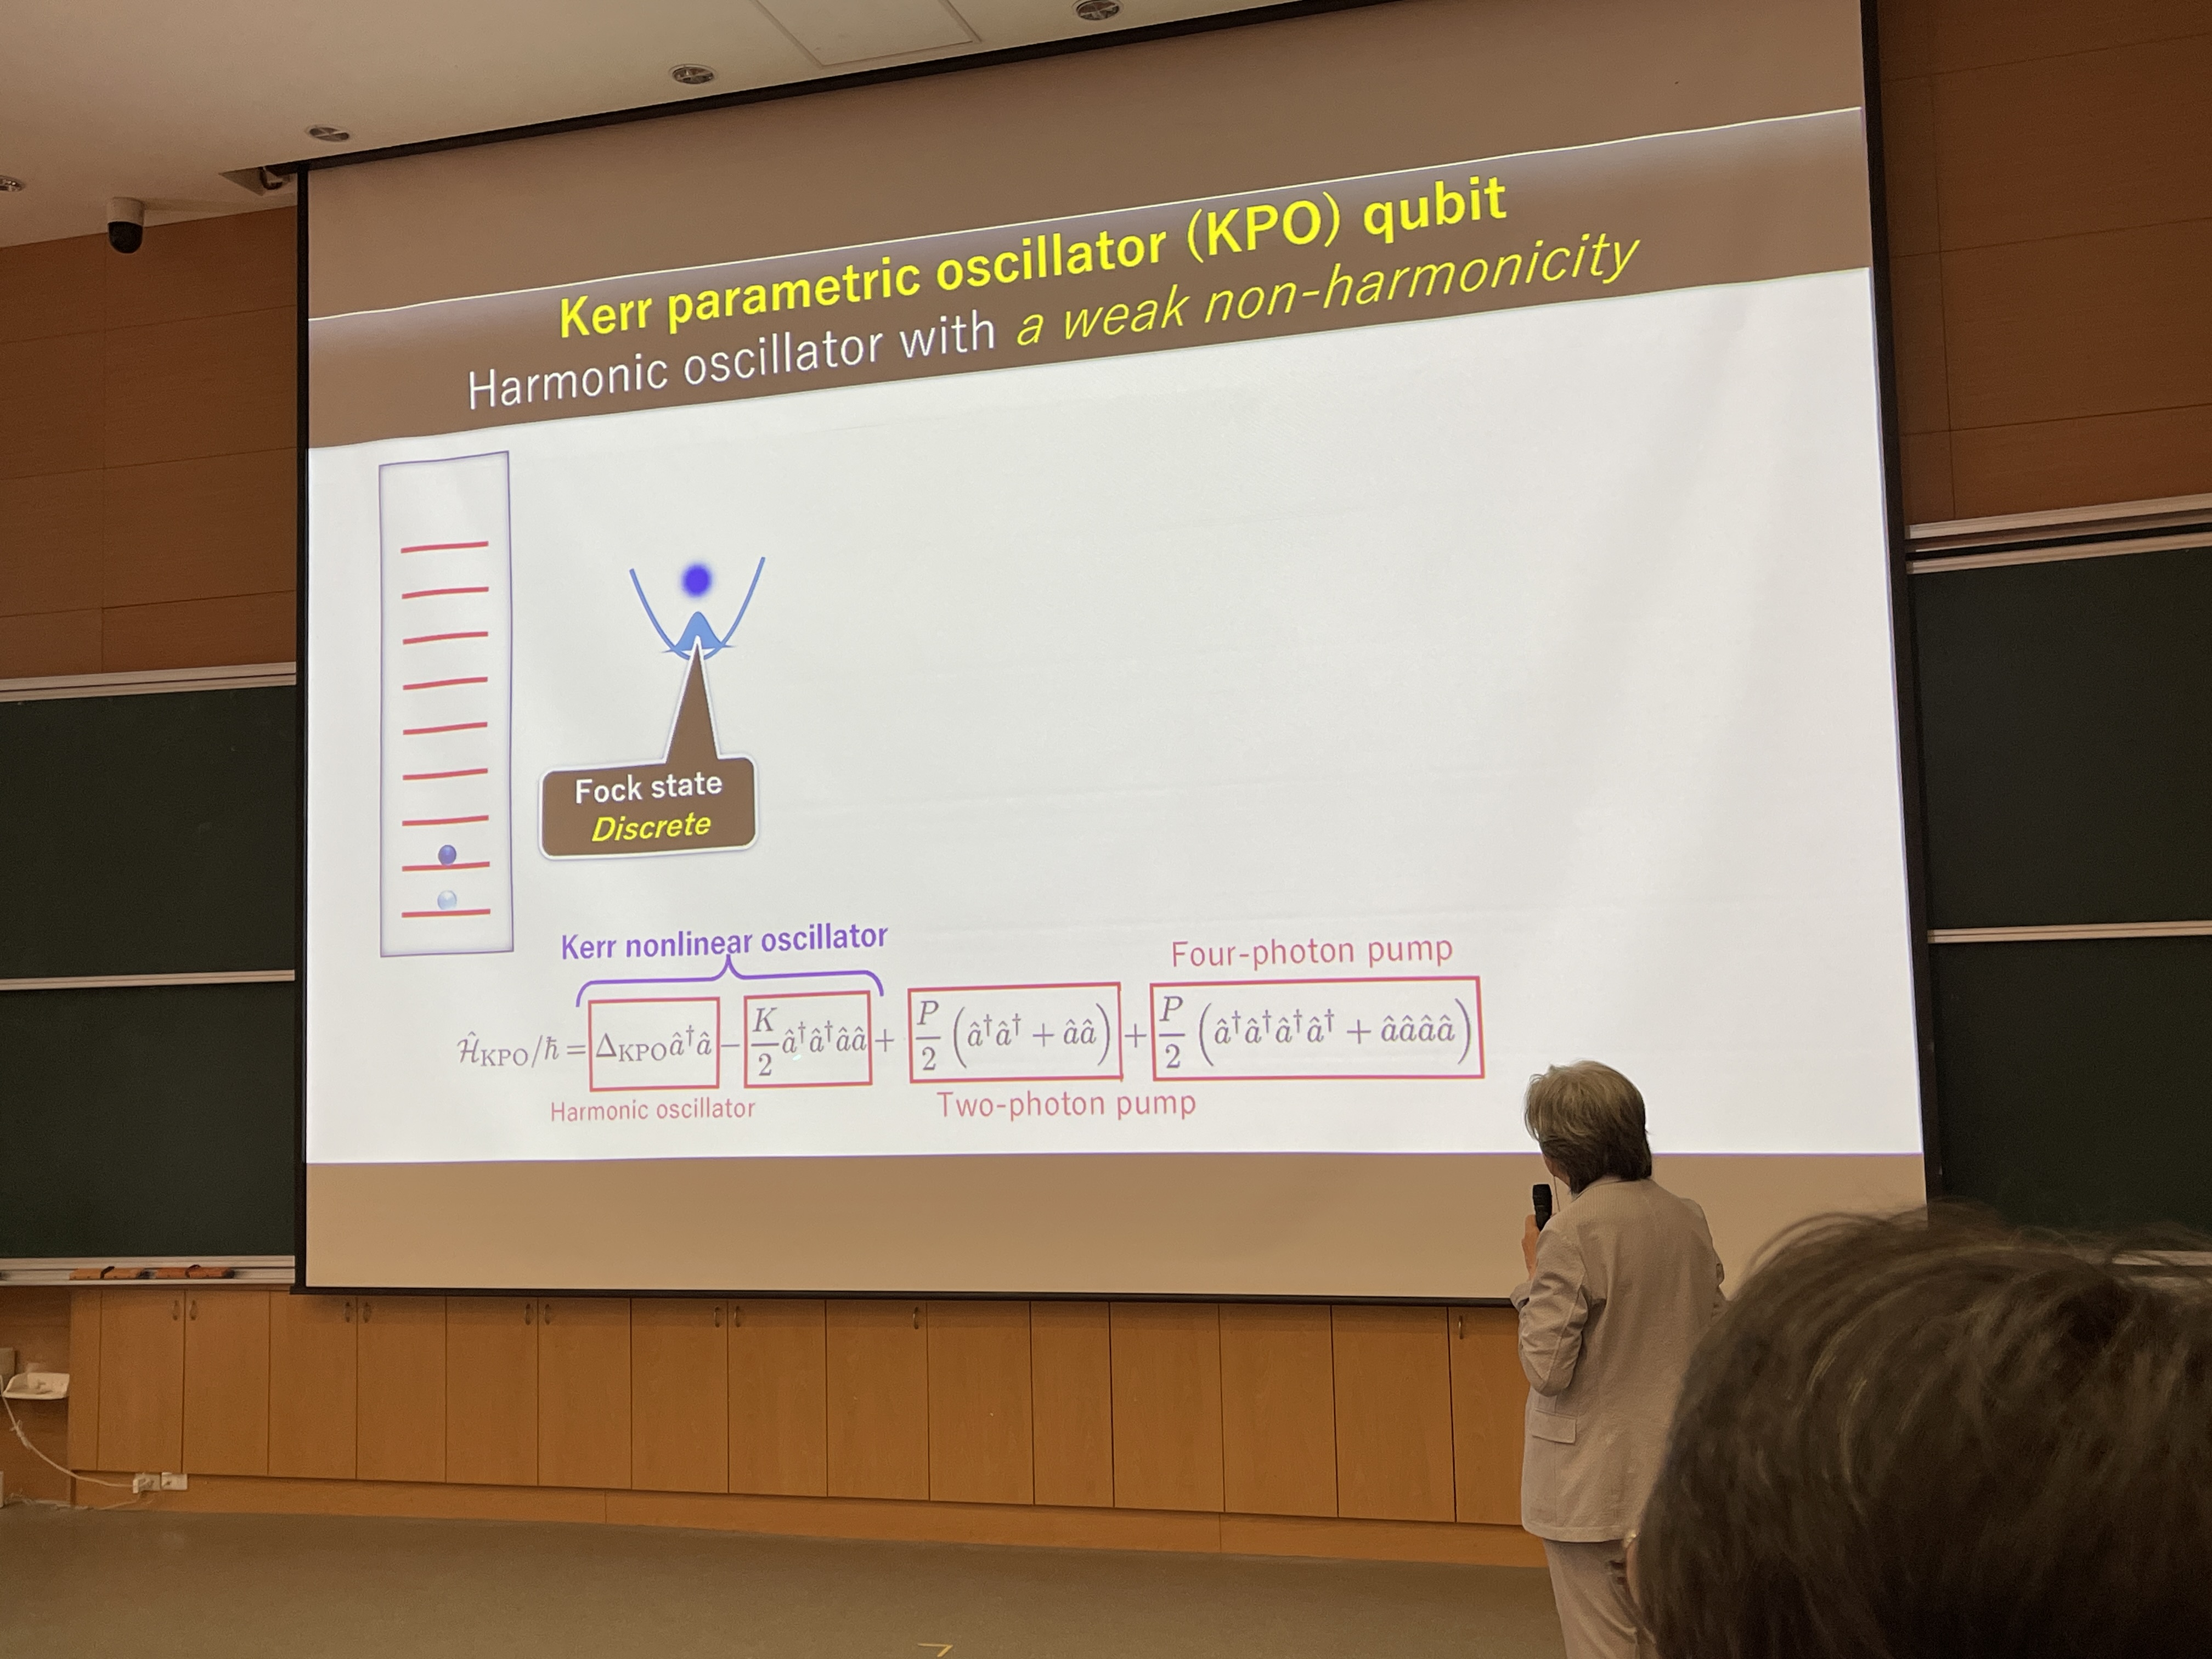 Kerr parametric oscillator (KPO) qubit
Harmonic oscillator with a weak non-harmonicity
Fock state
Discrete
Kerr nonlinear oscillator
Four-photon pump
Ĥ_KPO/ℏ = Δ_KPO â†â − K/2 â†â†ââ + P/2 (â†â† + ââ) + P/2 (â†â†â†â† + ââââ)
Harmonic oscillator
Two-photon pump